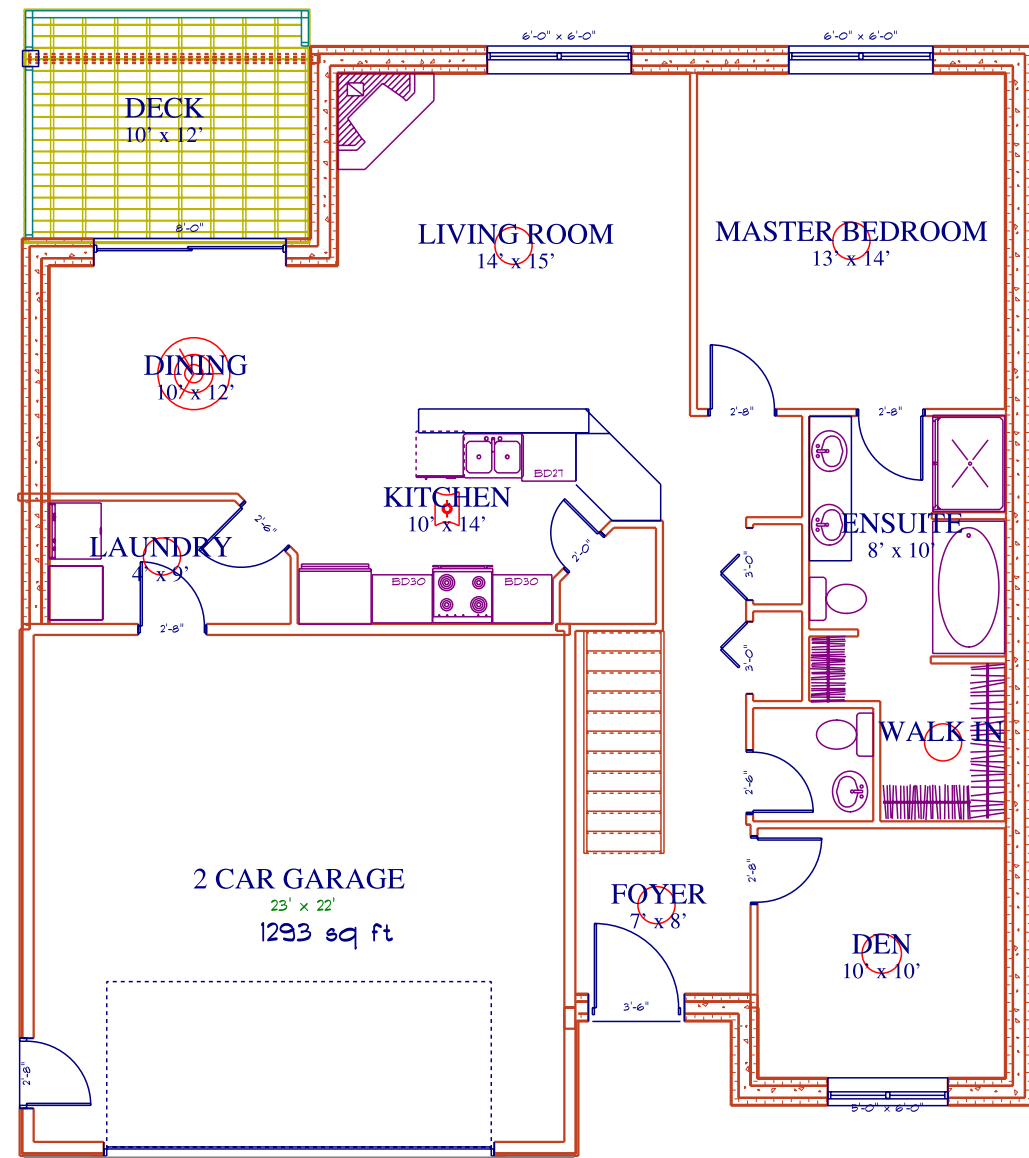 6'-0" x 6'-0"
6'-0" x 6'-0"
DECK
10' x 12'
8'-0"
LIVING ROOM
14' x 15'
MASTER BEDROOM
13' x 14'
DINING
10' x 12'
2'-8"
2'-8"
BD27
KITCHEN
10' x 14'
2'-6"
2'-0"
ENSUITE
8' x 10'
LAUNDRY
4' x 9'
BD30
BD30
3'-0"
2'-8"
3'-0"
WALK IN
2'-6"
2 CAR GARAGE
23' x 22'
1293 sq ft
2'-8"
FOYER
7' x 8'
DEN
10' x 10'
3'-6"
2'-8"
5'-0" x 6'-0"